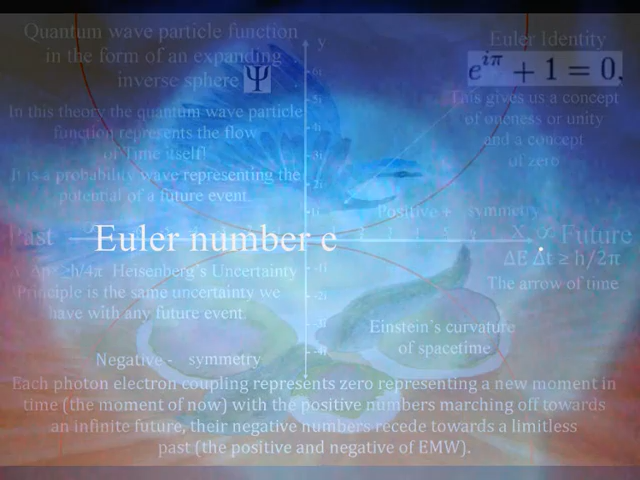 Quantum wave particle function
in the form of an expanding
inverse sphere Ψ
y
Euler Identity
e^{iπ} + 1 = 0,
This gives us a concept
of oneness or unity
and a concept
of zero
In this theory the quantum wave particle
function represents the flow
of Time itself!
It is a probability wave representing the
potential of a future event.
Positive + symmetry
Past
Euler number e
X ∝ Future
ΔE Δt ≥ h/2π
The arrow of time
h/4π Heisenberg's Uncertainty
Principle is the same uncertainty we
have with any future event.
Einstein's curvature
of spacetime
Negative - symmetry
Each photon electron coupling represents zero representing a new moment in
time (the moment of now) with the positive numbers marching off towards
an infinite future, their negative numbers recede towards a limitless
past (the positive and negative of EMW).